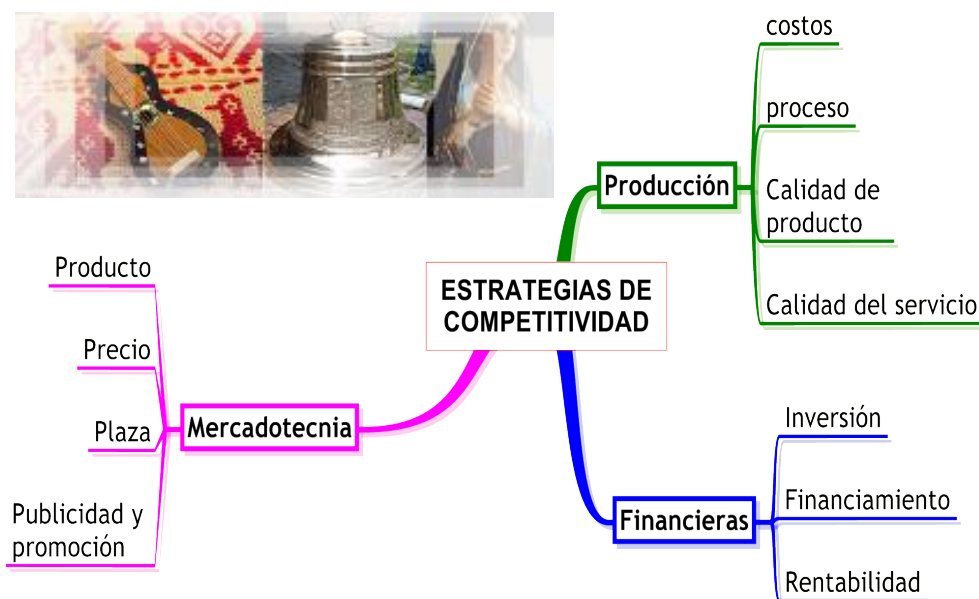 ESTRATEGIAS DE
COMPETITIVIDAD
Producción
costos
proceso
Calidad de
producto
Calidad del servicio
Mercadotecnia
Producto
Precio
Plaza
Publicidad y
promoción
Financieras
Inversión
Financiamiento
Rentabilidad